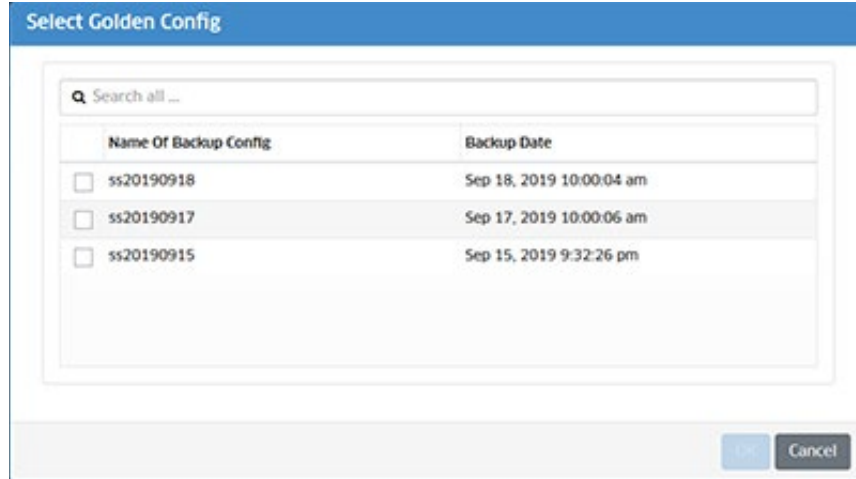 Select Golden Config
Search all ...
Name Of Backup Config Backup Date
ss20190918 Sep 18, 2019 10:00:04 am
ss20190917 Sep 17, 2019 10:00:06 am
ss20190915 Sep 15, 2019 9:32:26 pm
OK Cancel